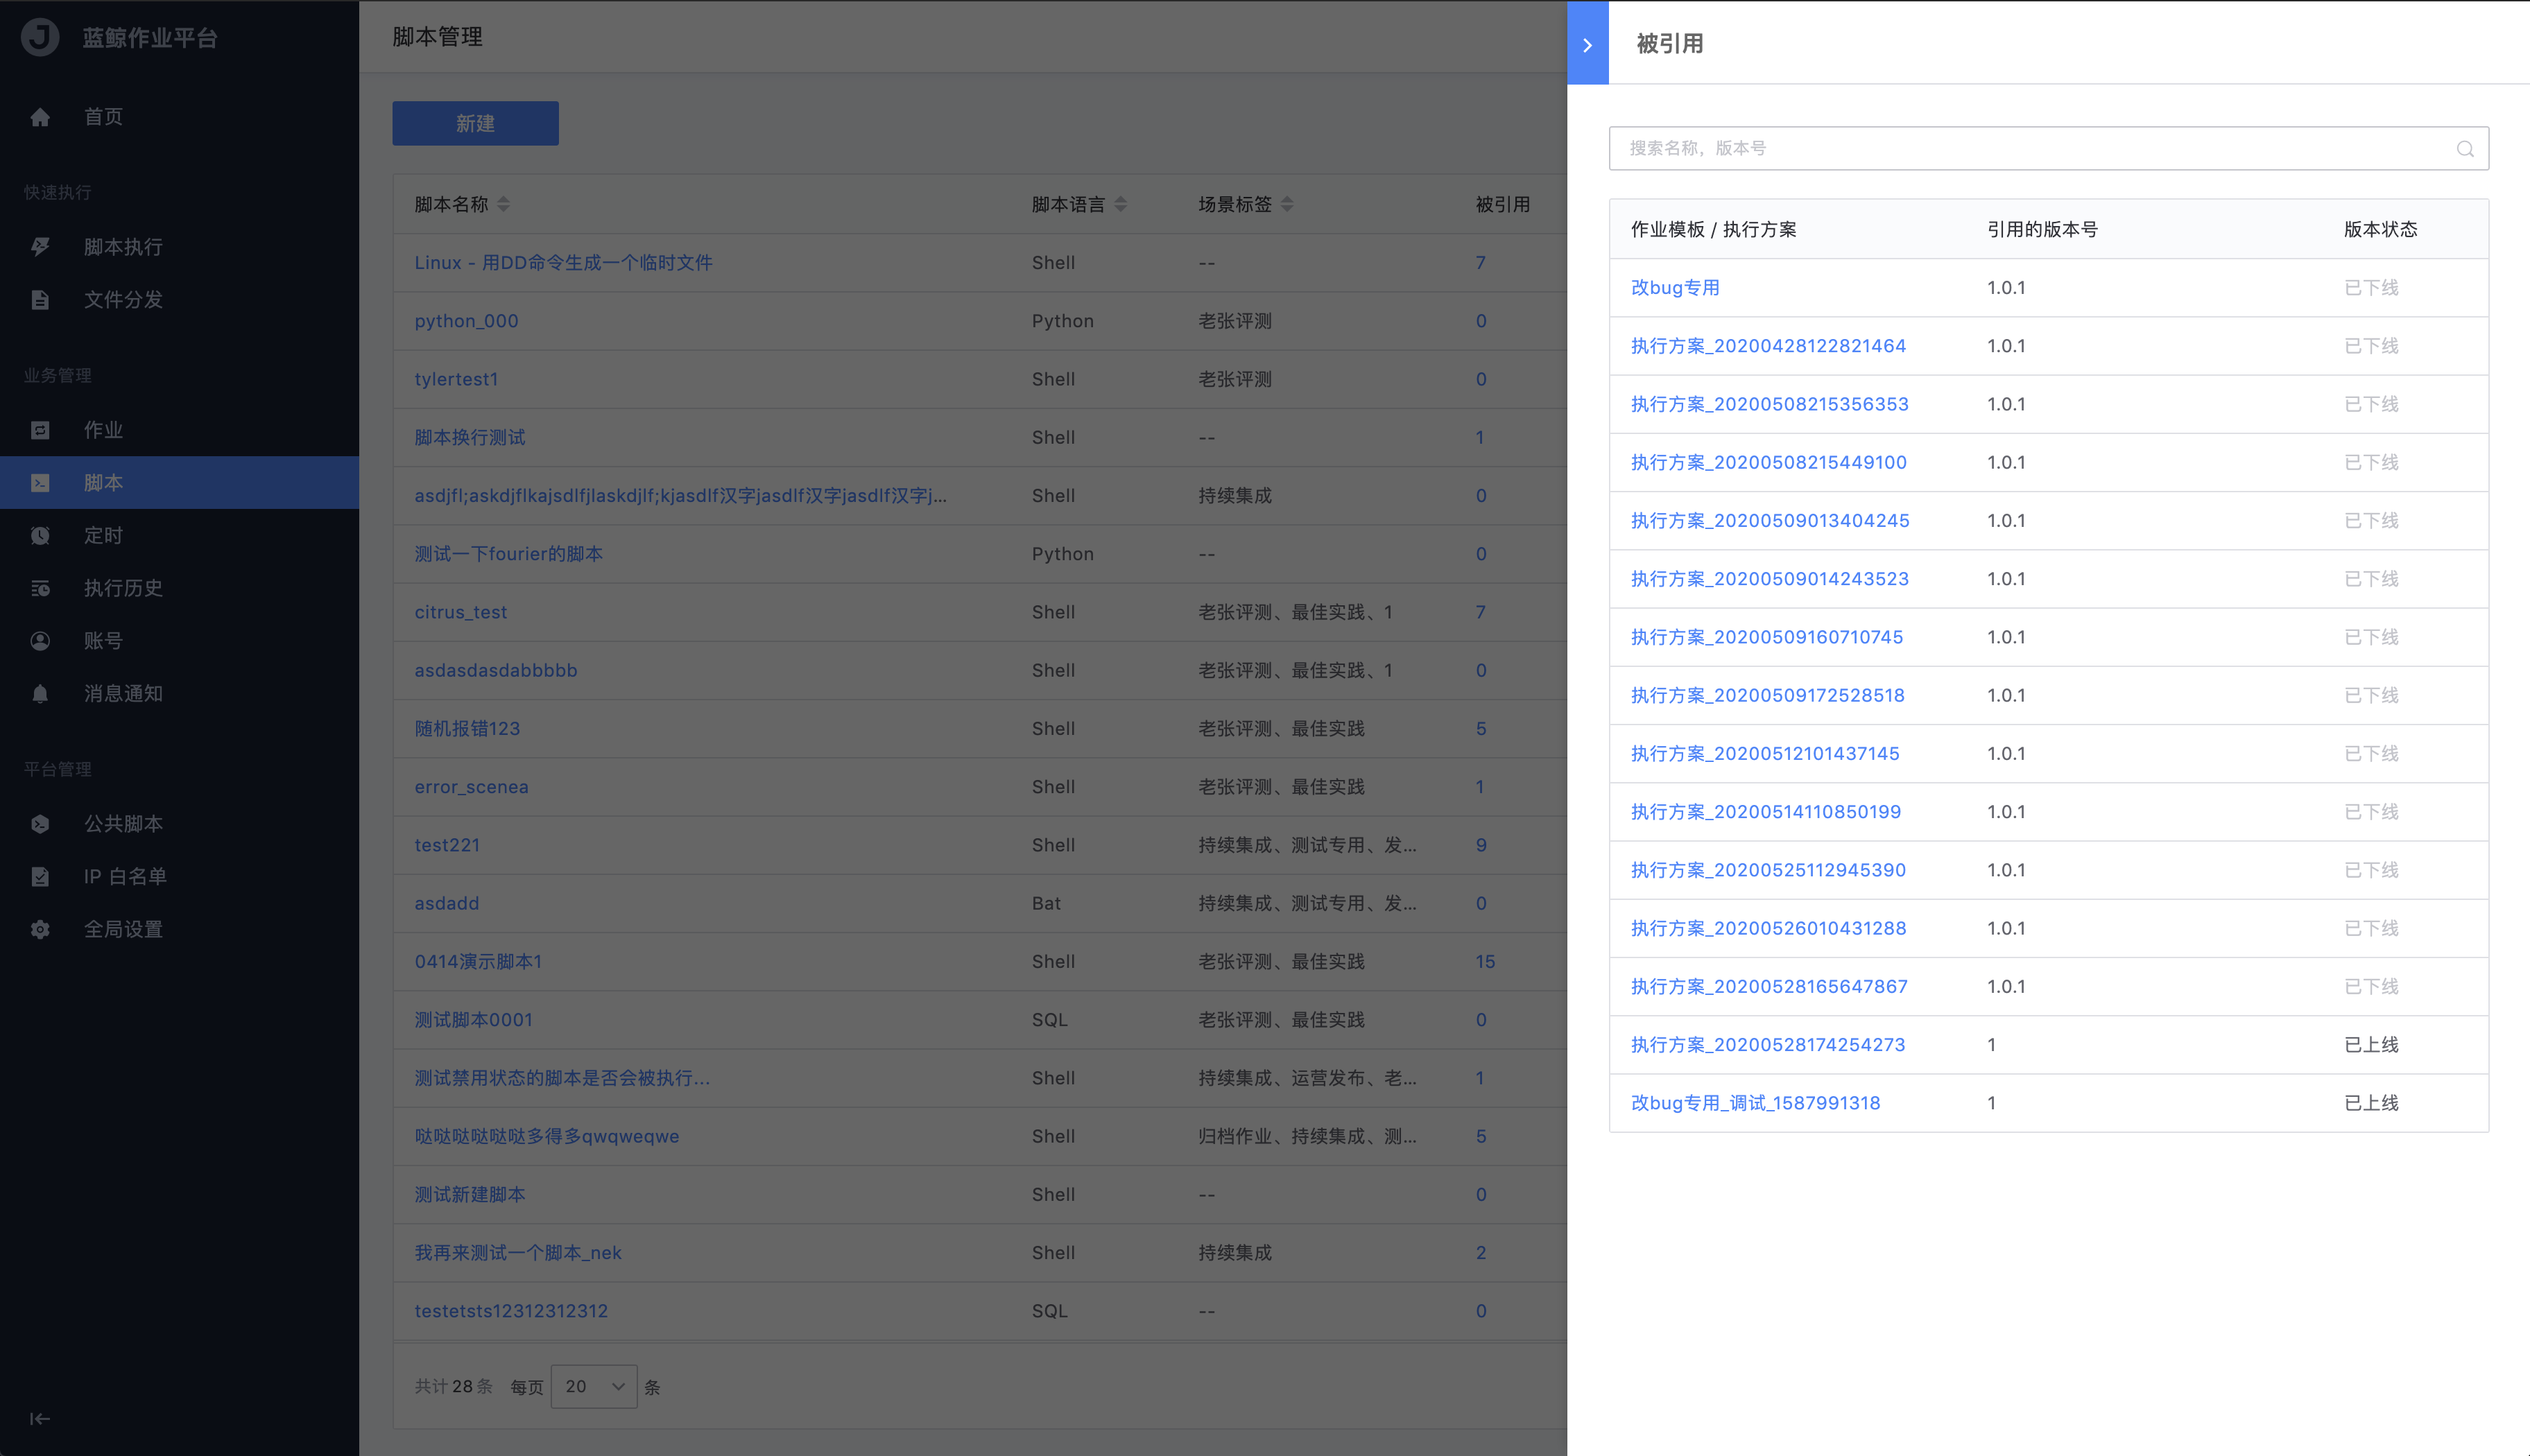 蓝鲸作业平台
首页
快速执行
脚本执行
文件分发
业务管理
作业
脚本
定时
执行历史
账号
消息通知
平台管理
公共脚本
IP 白名单
全局设置
脚本管理
新建
脚本名称 脚本语言 场景标签 被引用
Linux - 用DD命令生成一个临时文件 Shell -- 7
python_000 Python 老张评测 0
tylertest1 Shell 老张评测 0
脚本换行测试 Shell -- 1
asdjfl;askdjflkajsdlfjlaskdjlf;kjasdlf汉字jasdlf汉字jasdlf汉字j... Shell 持续集成 0
测试一下fourier的脚本 Python -- 0
citrus_test Shell 老张评测、最佳实践、1 7
asdasdasdabbbbb Shell 老张评测、最佳实践、1 0
随机报错123 Shell 老张评测、最佳实践 5
error_scenea Shell 老张评测、最佳实践 1
test221 Shell 持续集成、测试专用、发... 9
asdadd Bat 持续集成、测试专用、发... 0
0414演示脚本1 Shell 老张评测、最佳实践 15
测试脚本0001 SQL 老张评测、最佳实践 0
测试禁用状态的脚本是否会被执行... Shell 持续集成、运营发布、老... 1
哒哒哒哒哒哒多得多qwqweqwe Shell 归档作业、持续集成、测... 5
测试新建脚本 Shell -- 0
我再来测试一个脚本_nek Shell 持续集成 2
testetsts12312312312 SQL -- 0
共计 28 条 每页 20 条
被引用
搜索名称，版本号
作业模板 / 执行方案 引用的版本号 版本状态
改bug专用 1.0.1 已下线
执行方案_20200428122821464 1.0.1 已下线
执行方案_20200508215356353 1.0.1 已下线
执行方案_20200508215449100 1.0.1 已下线
执行方案_20200509013404245 1.0.1 已下线
执行方案_20200509014243523 1.0.1 已下线
执行方案_20200509160710745 1.0.1 已下线
执行方案_20200509172528518 1.0.1 已下线
执行方案_20200512101437145 1.0.1 已下线
执行方案_20200514110850199 1.0.1 已下线
执行方案_20200525112945390 1.0.1 已下线
执行方案_20200526010431288 1.0.1 已下线
执行方案_20200528165647867 1.0.1 已下线
执行方案_20200528174254273 1 已上线
改bug专用_调试_1587991318 1 已上线